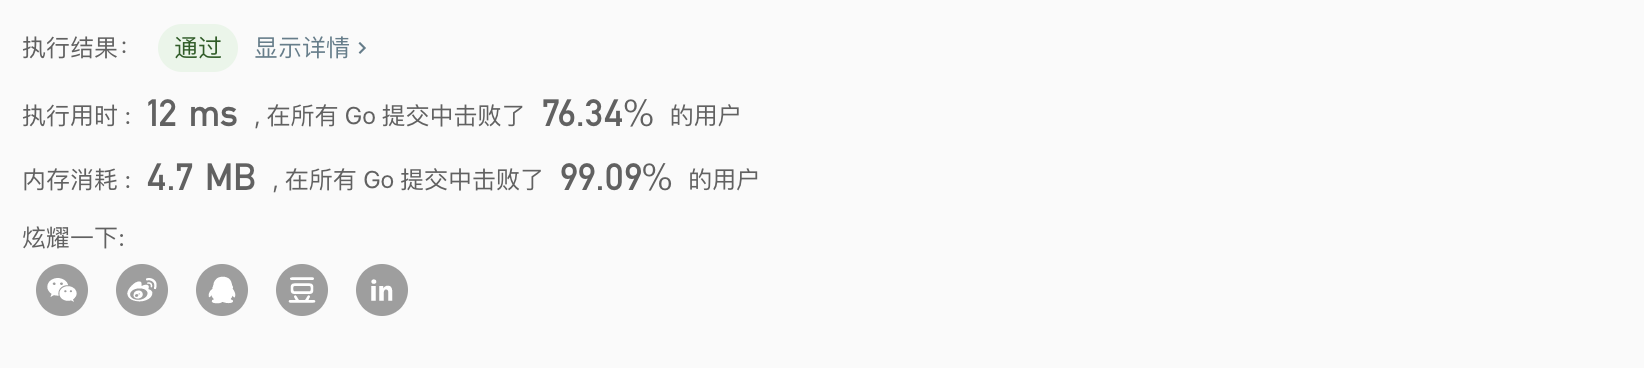 执行结果： 通过 显示详情 >
执行用时： 12 ms , 在所有 Go 提交中击败了 76.34% 的用户
内存消耗： 4.7 MB , 在所有 Go 提交中击败了 99.09% 的用户
炫耀一下:
豆 in